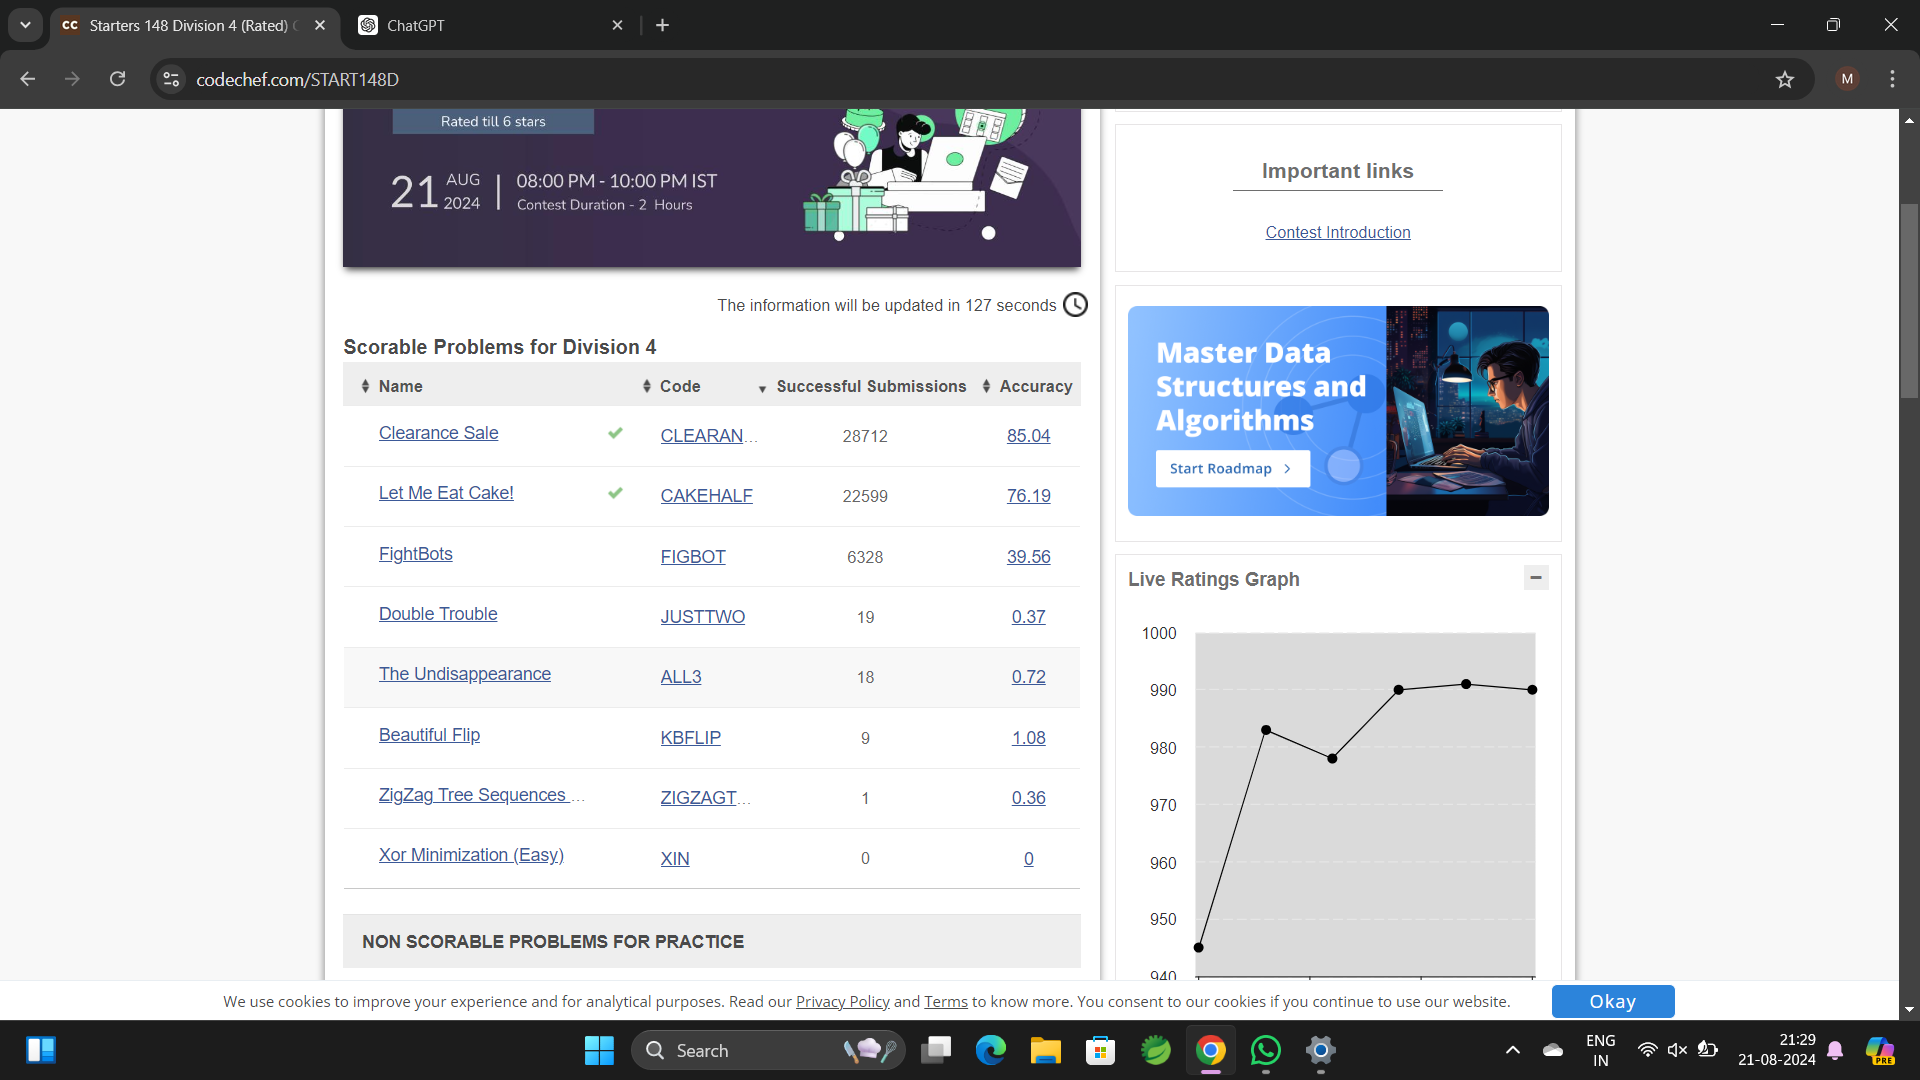 CC Starters 148 Division 4 (Rated)
ChatGPT
codechef.com/START148D
M
Rated till 6 stars
21 AUG 2024 08:00 PM - 10:00 PM IST
Contest Duration - 2 Hours
The information will be updated in 127 seconds
Scorable Problems for Division 4
Name Code Successful Submissions Accuracy
Clearance Sale CLEARAN... 28712 85.04
Let Me Eat Cake! CAKEHALF 22599 76.19
FightBots FIGBOT 6328 39.56
Double Trouble JUSTTWO 19 0.37
The Undisappearance ALL3 18 0.72
Beautiful Flip KBFLIP 9 1.08
ZigZag Tree Sequences ... ZIGZAGT... 1 0.36
Xor Minimization (Easy) XIN 0 0
NON SCORABLE PROBLEMS FOR PRACTICE
Important links
Contest Introduction
Master Data
Structures and
Algorithms
Start Roadmap
Live Ratings Graph
1000
990
980
970
960
950
940
We use cookies to improve your experience and for analytical purposes. Read our Privacy Policy and Terms to know more. You consent to our cookies if you continue to use our website.
Okay
Search
ENG
IN
21:29
21-08-2024
PRE